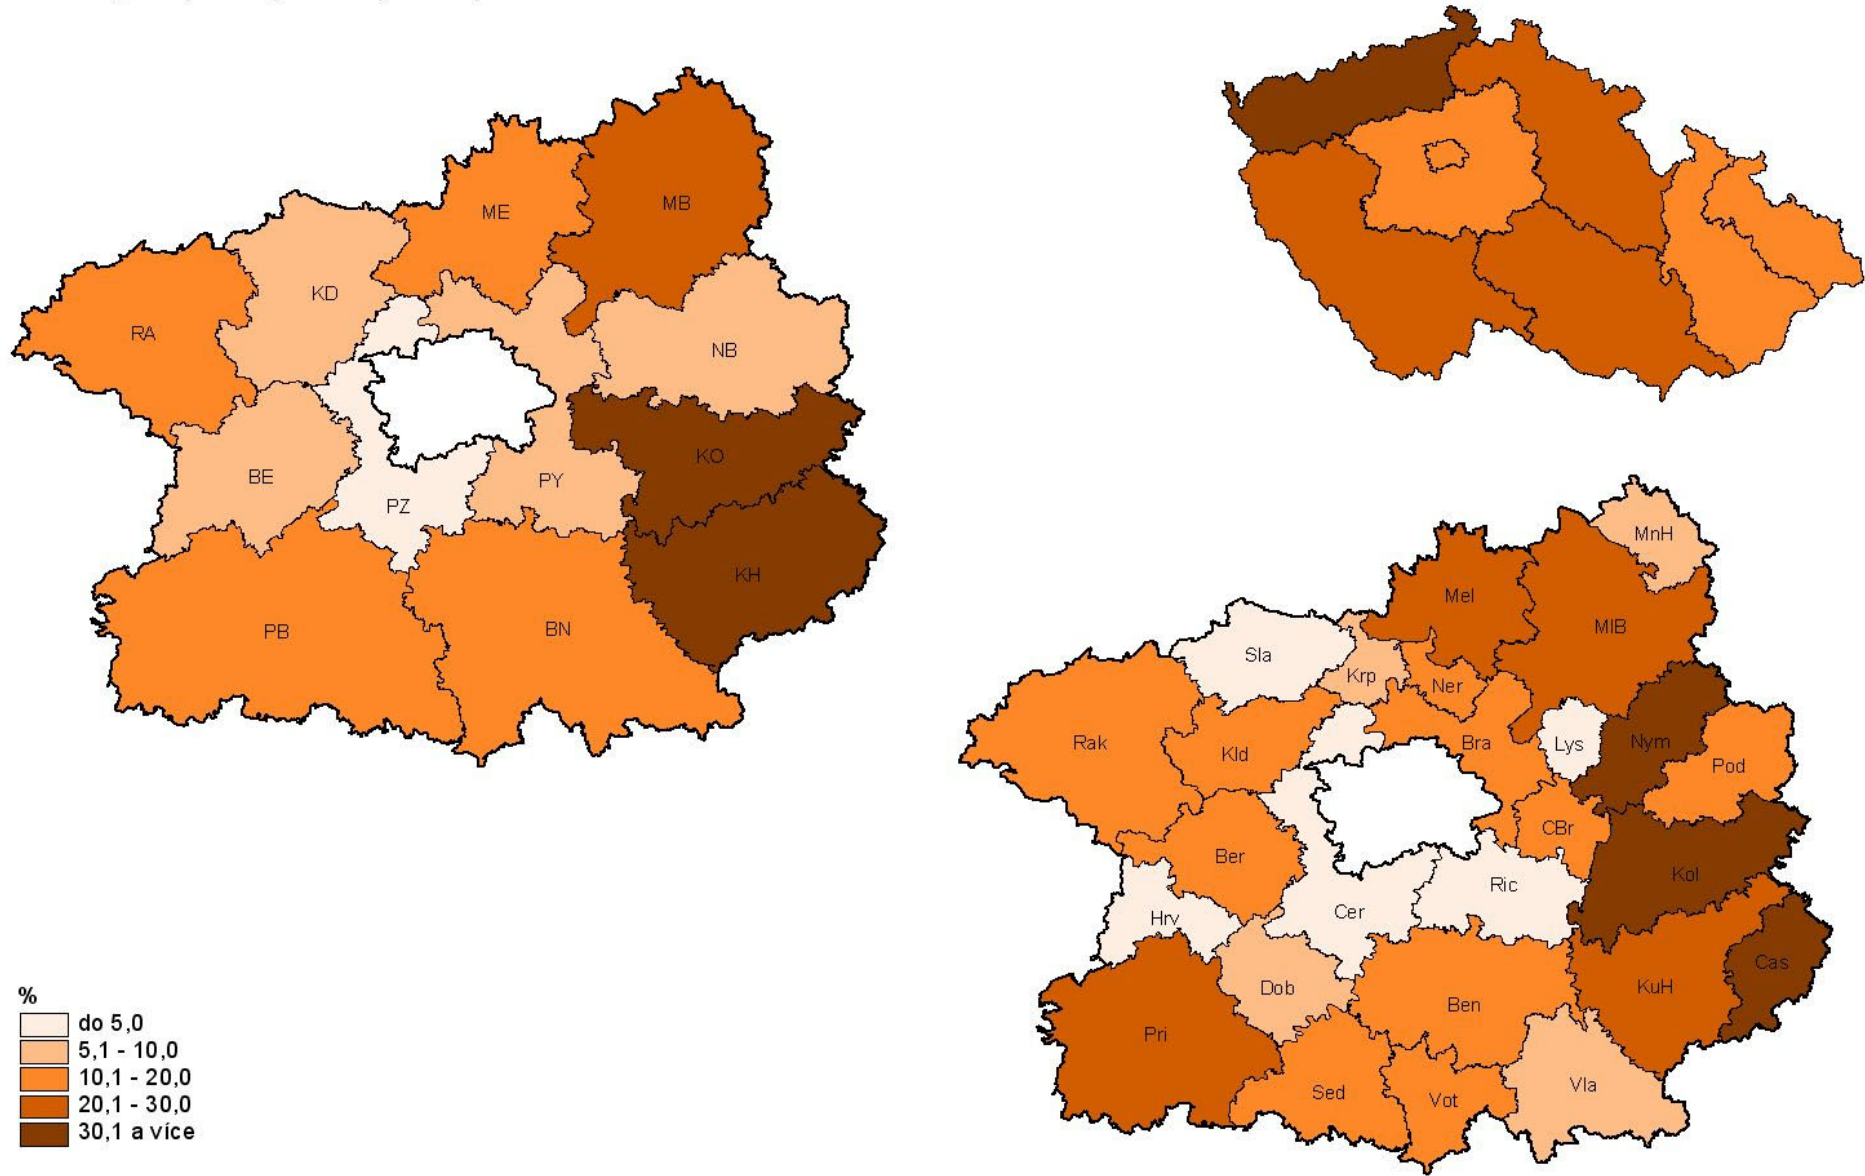 ME
MB
KD
RA
NB
KO
BE
PY
PZ
KH
PB
BN
MnH
Mel
MlB
Sla
Krp
Ner
Rak
Kld
Bra
Lys
Nym
Pod
CBr
Ber
Kol
Ric
Hrv
Cer
Cas
KuH
Dob
Ben
Pri
Vla
Sed
Vot
%
do 5,0
5,1 - 10,0
10,1 - 20,0
20,1 - 30,0
30,1 a více